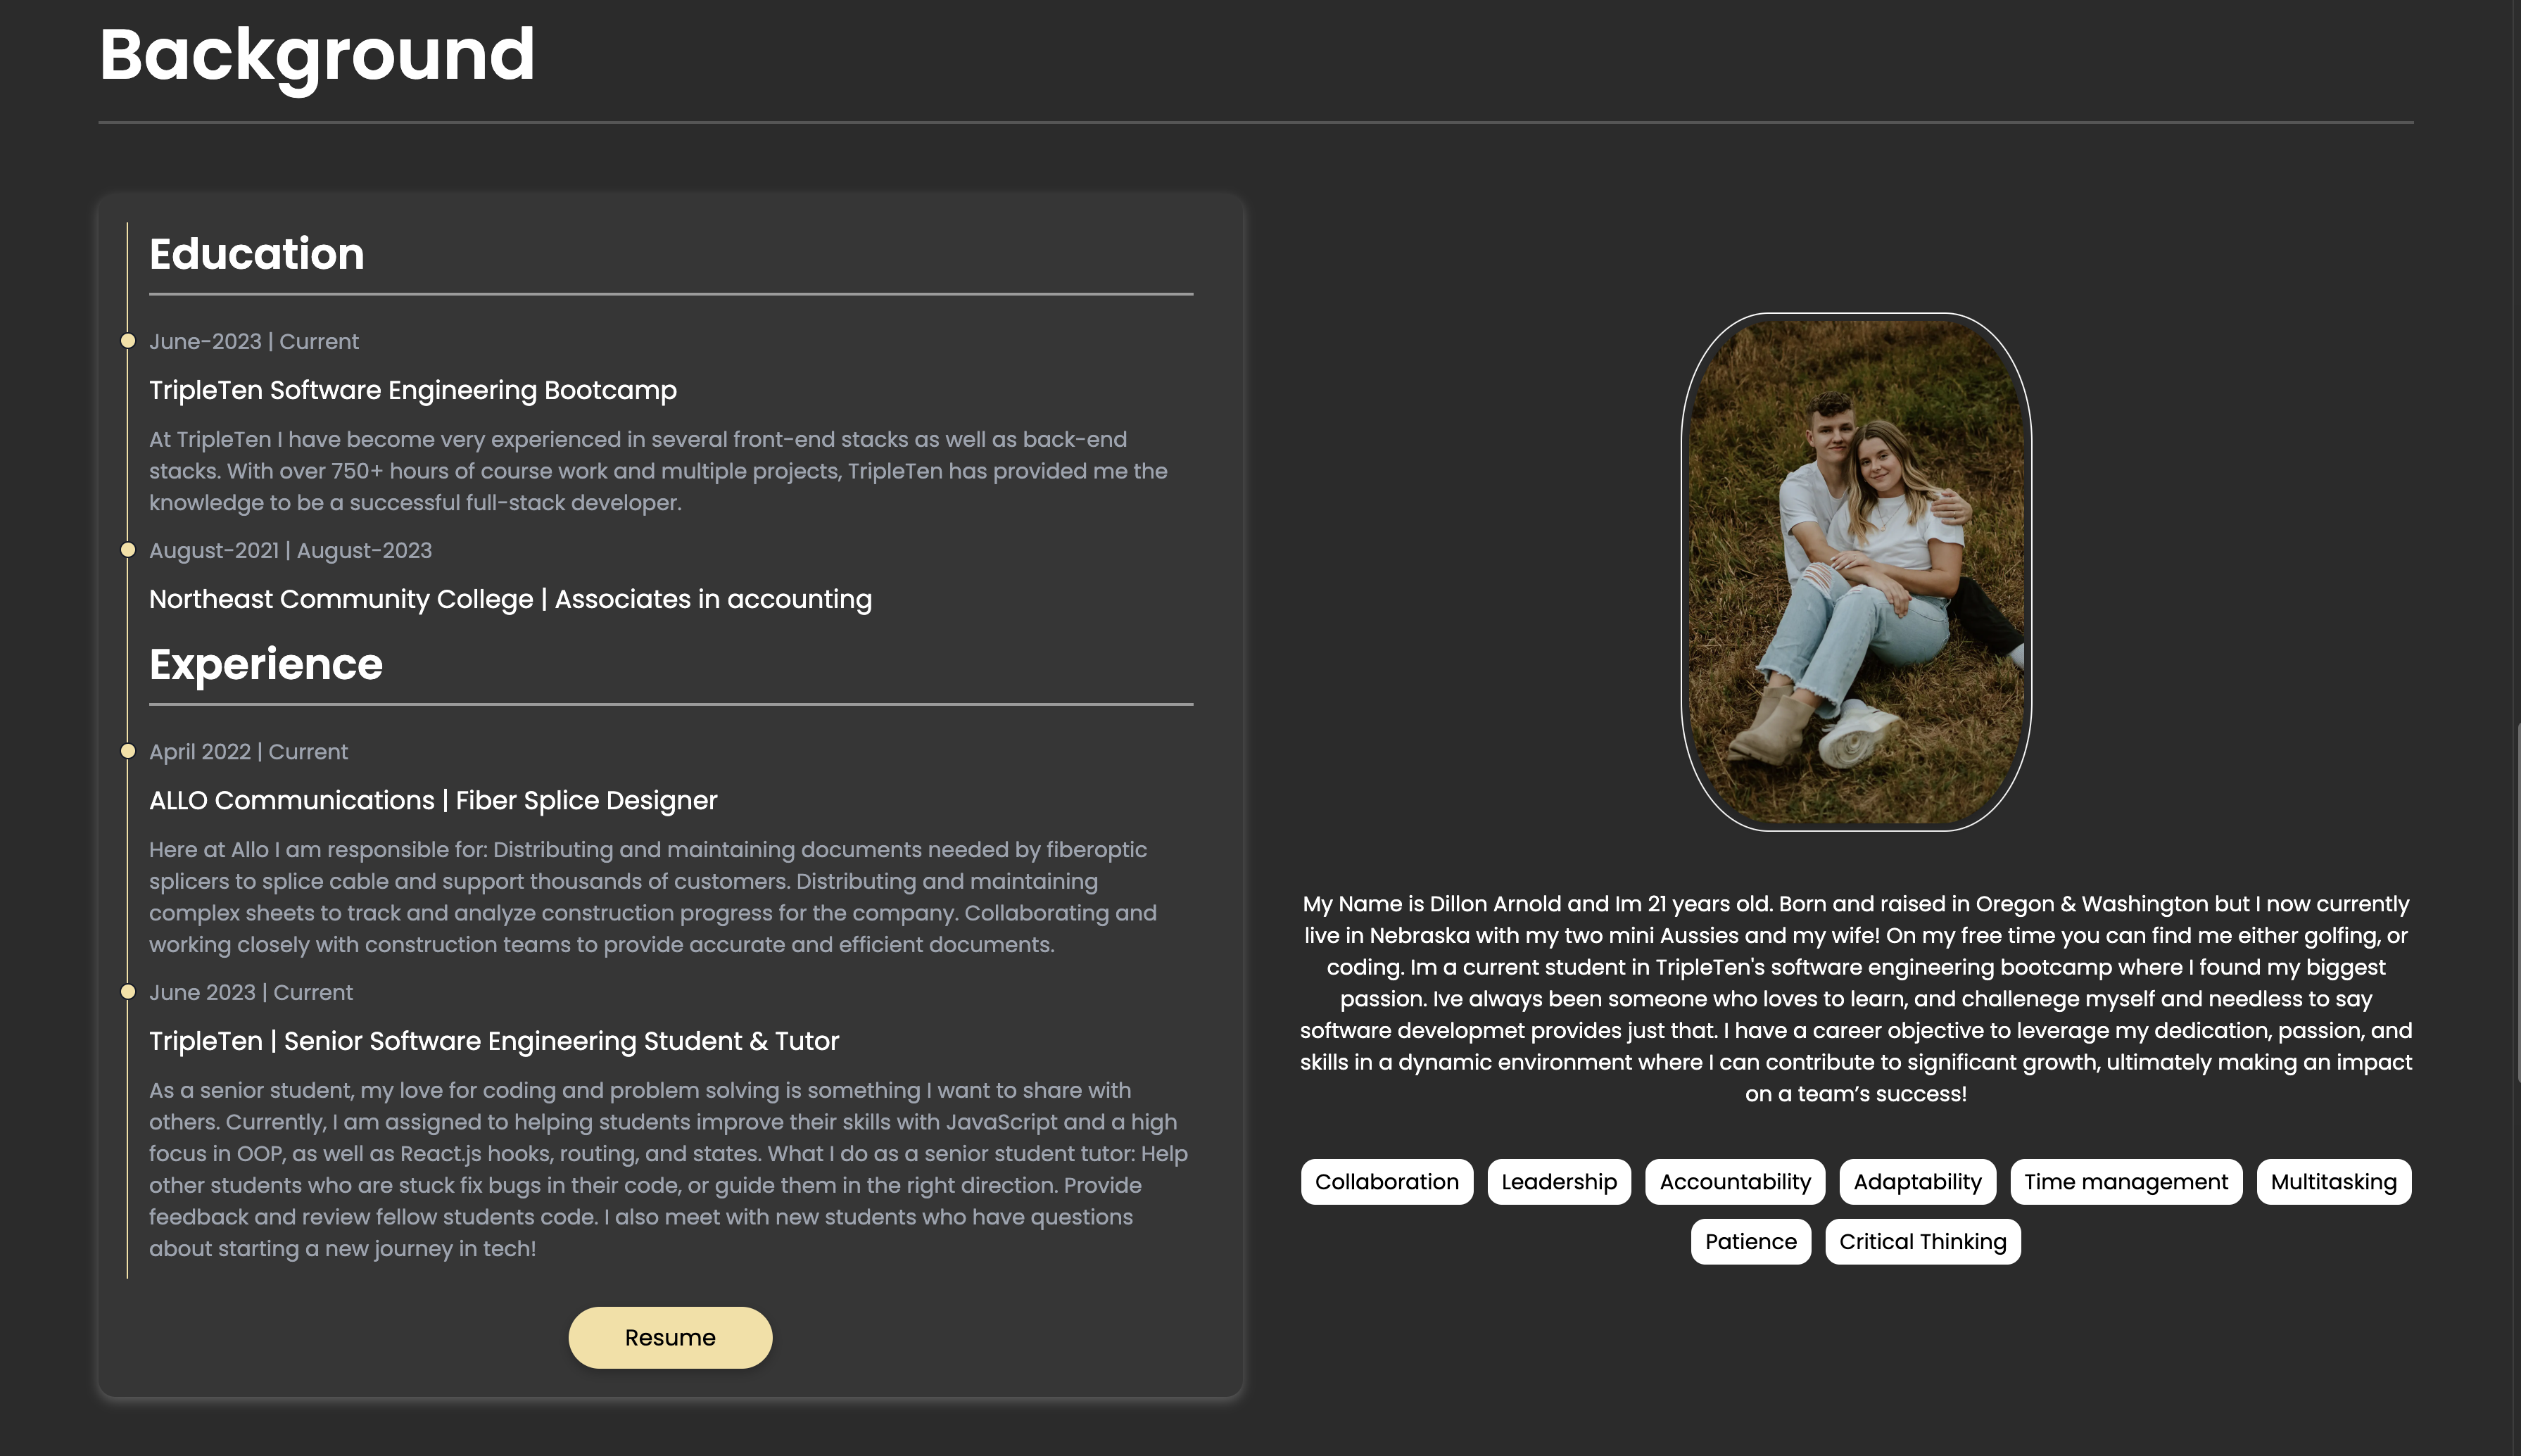 Background
Education
June-2023 | Current
TripleTen Software Engineering Bootcamp
At TripleTen I have become very experienced in several front-end stacks as well as back-end
stacks. With over 750+ hours of course work and multiple projects, TripleTen has provided me the
knowledge to be a successful full-stack developer.
August-2021 | August-2023
Northeast Community College | Associates in accounting
Experience
April 2022 | Current
ALLO Communications | Fiber Splice Designer
Here at Allo I am responsible for: Distributing and maintaining documents needed by fiberoptic
splicers to splice cable and support thousands of customers. Distributing and maintaining
complex sheets to track and analyze construction progress for the company. Collaborating and
working closely with construction teams to provide accurate and efficient documents.
June 2023 | Current
TripleTen | Senior Software Engineering Student & Tutor
As a senior student, my love for coding and problem solving is something I want to share with
others. Currently, I am assigned to helping students improve their skills with JavaScript and a high
focus in OOP, as well as React.js hooks, routing, and states. What I do as a senior student tutor: Help
other students who are stuck fix bugs in their code, or guide them in the right direction. Provide
feedback and review fellow students code. I also meet with new students who have questions
about starting a new journey in tech!
Resume
My Name is Dillon Arnold and Im 21 years old. Born and raised in Oregon & Washington but I now currently
live in Nebraska with my two mini Aussies and my wife! On my free time you can find me either golfing, or
coding. Im a current student in TripleTen's software engineering bootcamp where I found my biggest
passion. Ive always been someone who loves to learn, and challenege myself and needless to say
software developmet provides just that. I have a career objective to leverage my dedication, passion, and
skills in a dynamic environment where I can contribute to significant growth, ultimately making an impact
on a team’s success!
Collaboration Leadership Accountability Adaptability Time management Multitasking
Patience Critical Thinking